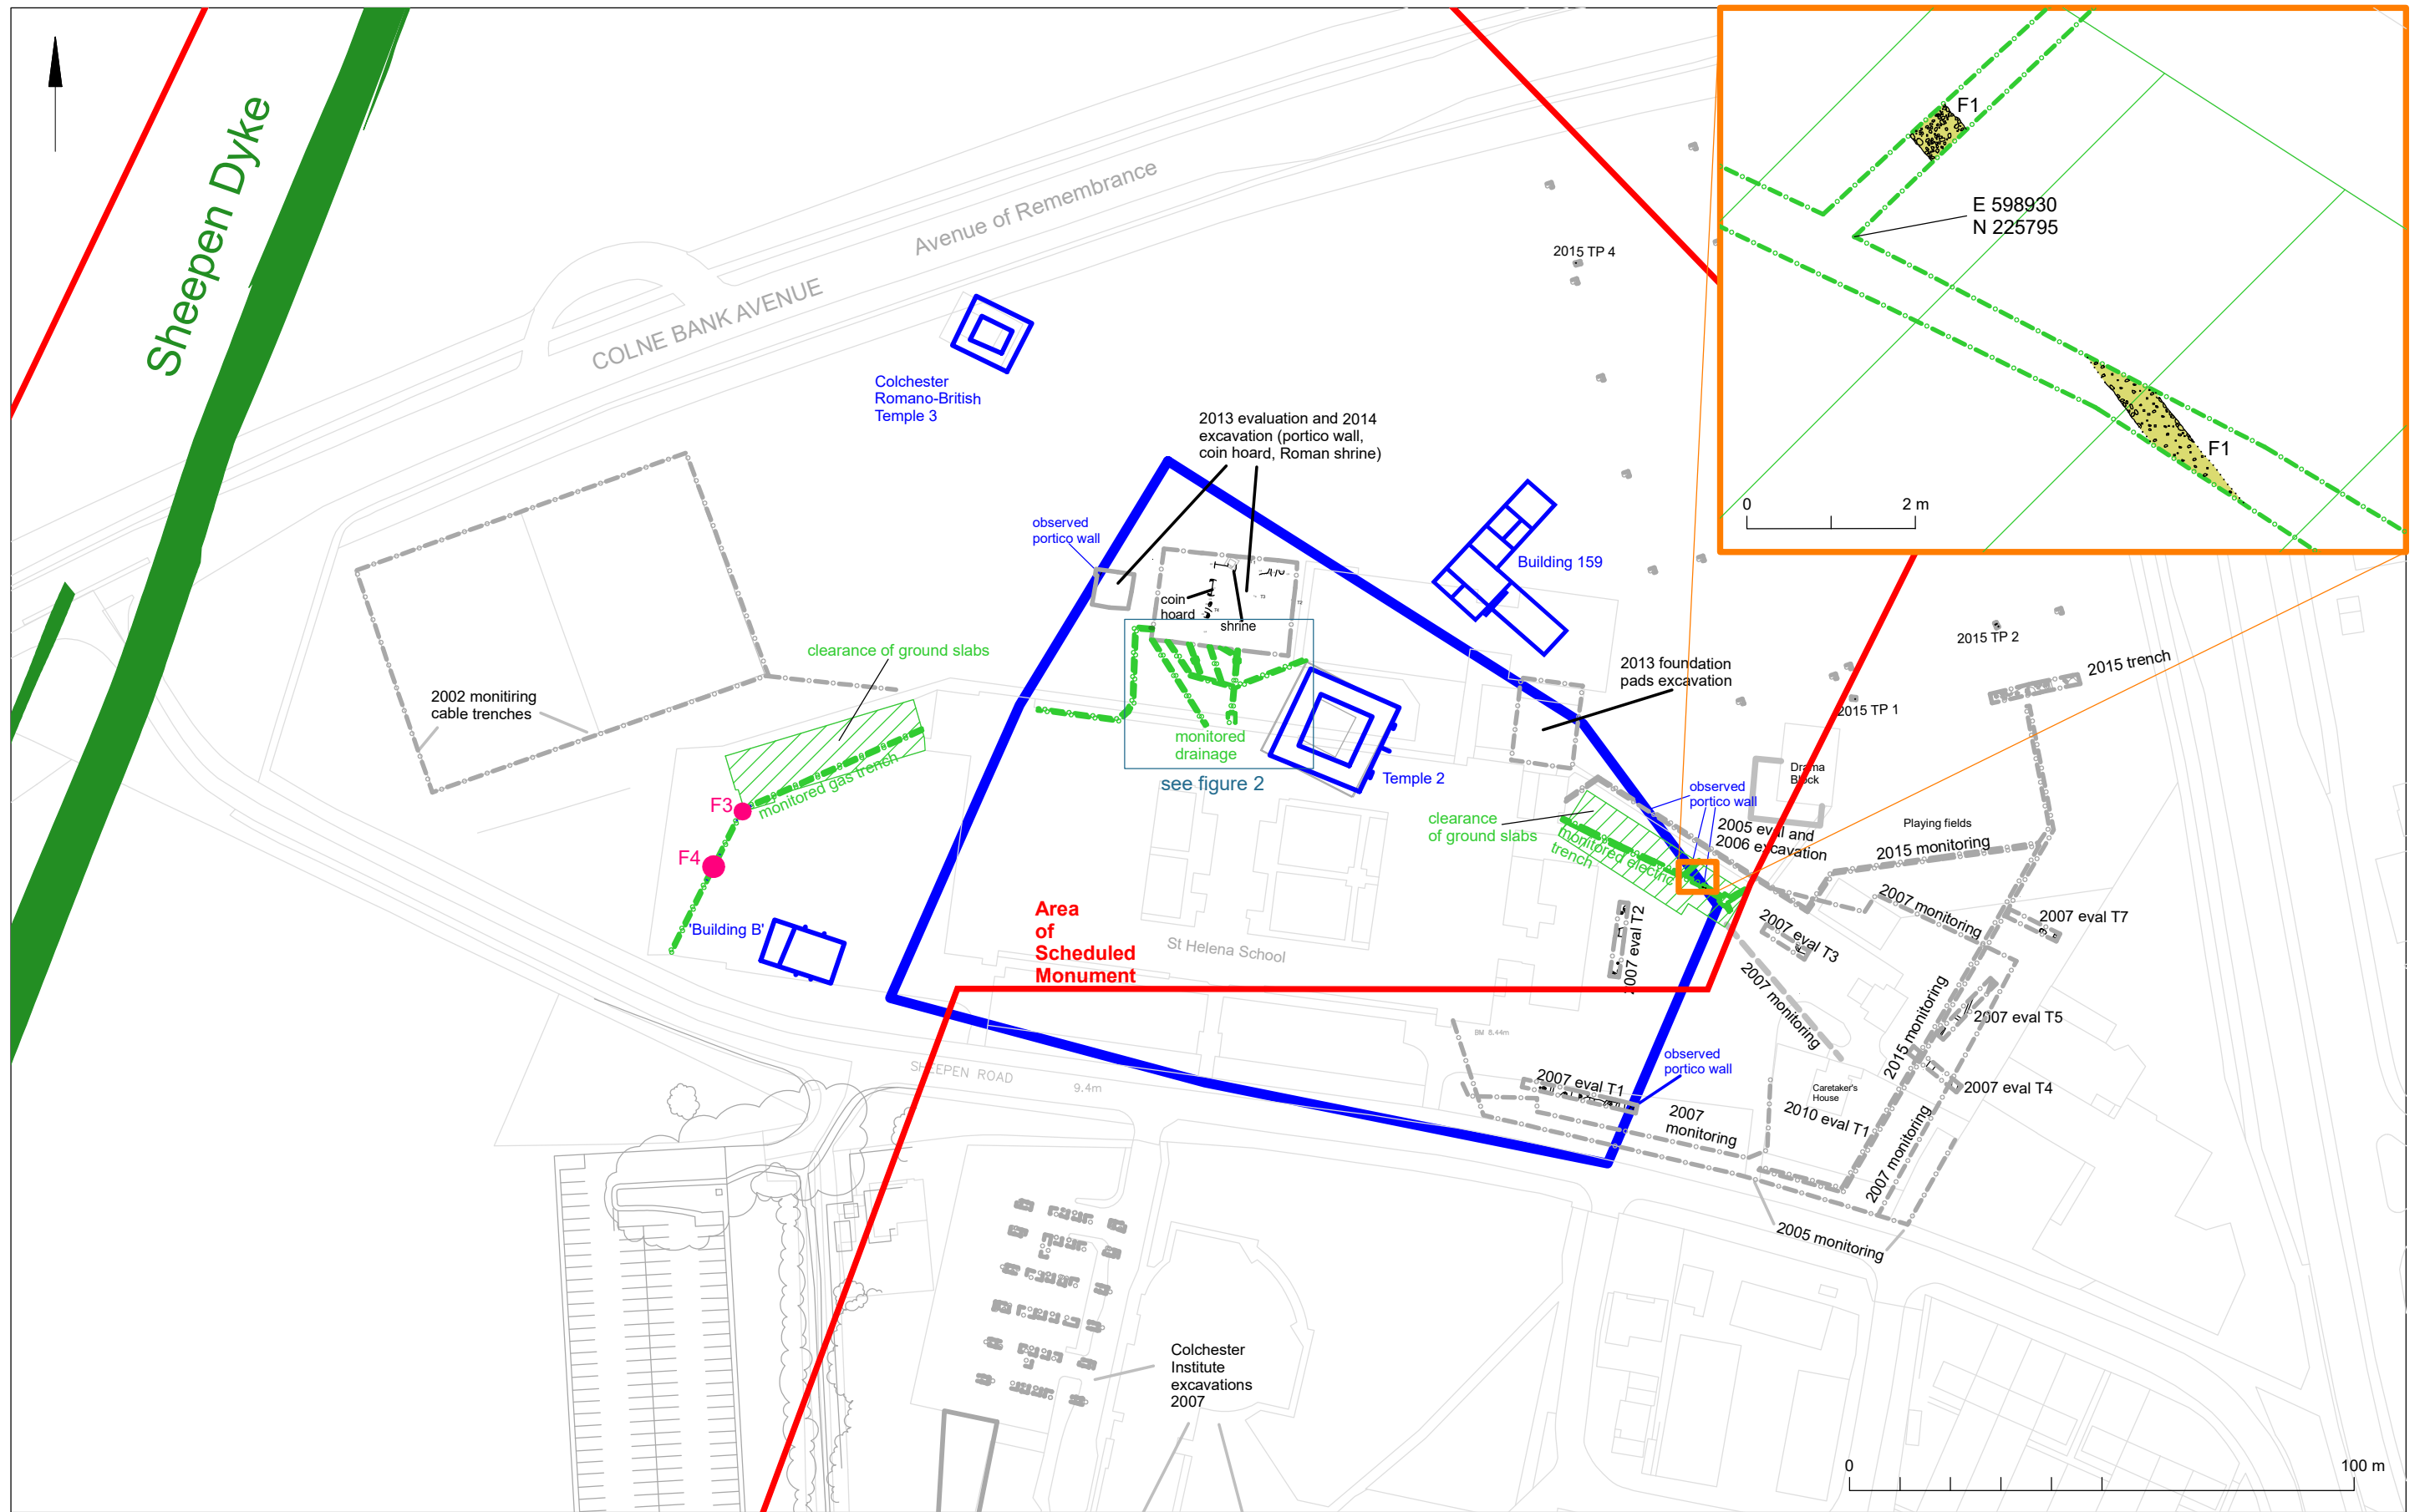 Sheepen Dyke
Avenue of Remembrance
COLNE BANK AVENUE
Colchester
Romano-British
Temple 3
2013 evaluation and 2014
excavation (portico wall,
coin hoard, Roman shrine)
observed
portico wall
coin
hoard
shrine
Building 159
2015 TP 4
F1
E 598930
N 225795
F1
0
2 m
2015 TP 2
2015 trench
2015 TP 1
2013 foundation
pads excavation
clearance of ground slabs
2002 monitiring
cable trenches
monitored
drainage
see figure 2
Temple 2
monitored gas trench
F3
F4
'Building B'
Drama
Block
observed
portico wall
2005 eval and
2006 excavation
Playing fields
2015 monitoring
clearance
of ground slabs
monitored electric
trench
2007 monitoring
2007 eval T7
2007 eval T3
2007 eval T2
2007 monitoring
Area
of
Scheduled
Monument
St Helena School
2015 monitoring
2007 eval T5
BM 8.44m
observed
portico wall
2007 eval T1
2007 eval T4
Caretaker's
House
2010 eval T1
2007
monitoring
2007 monitoring
2005 monitoring
SHEEPEN ROAD
9.4m
Colchester
Institute
excavations
2007
0
100 m